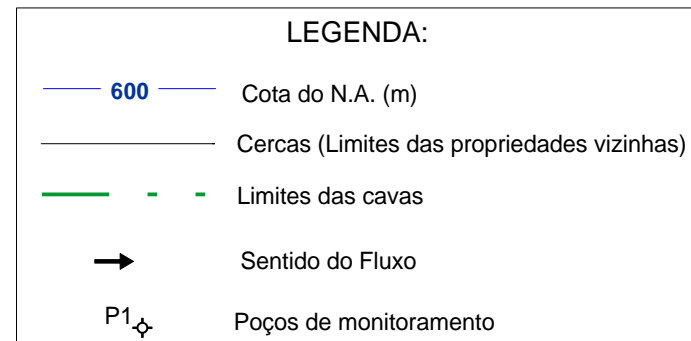 LEGENDA:
600 Cota do N.A. (m)
Cercas (Limites das propriedades vizinhas)
Limites das cavas
Sentido do Fluxo
P1 Poços de monitoramento